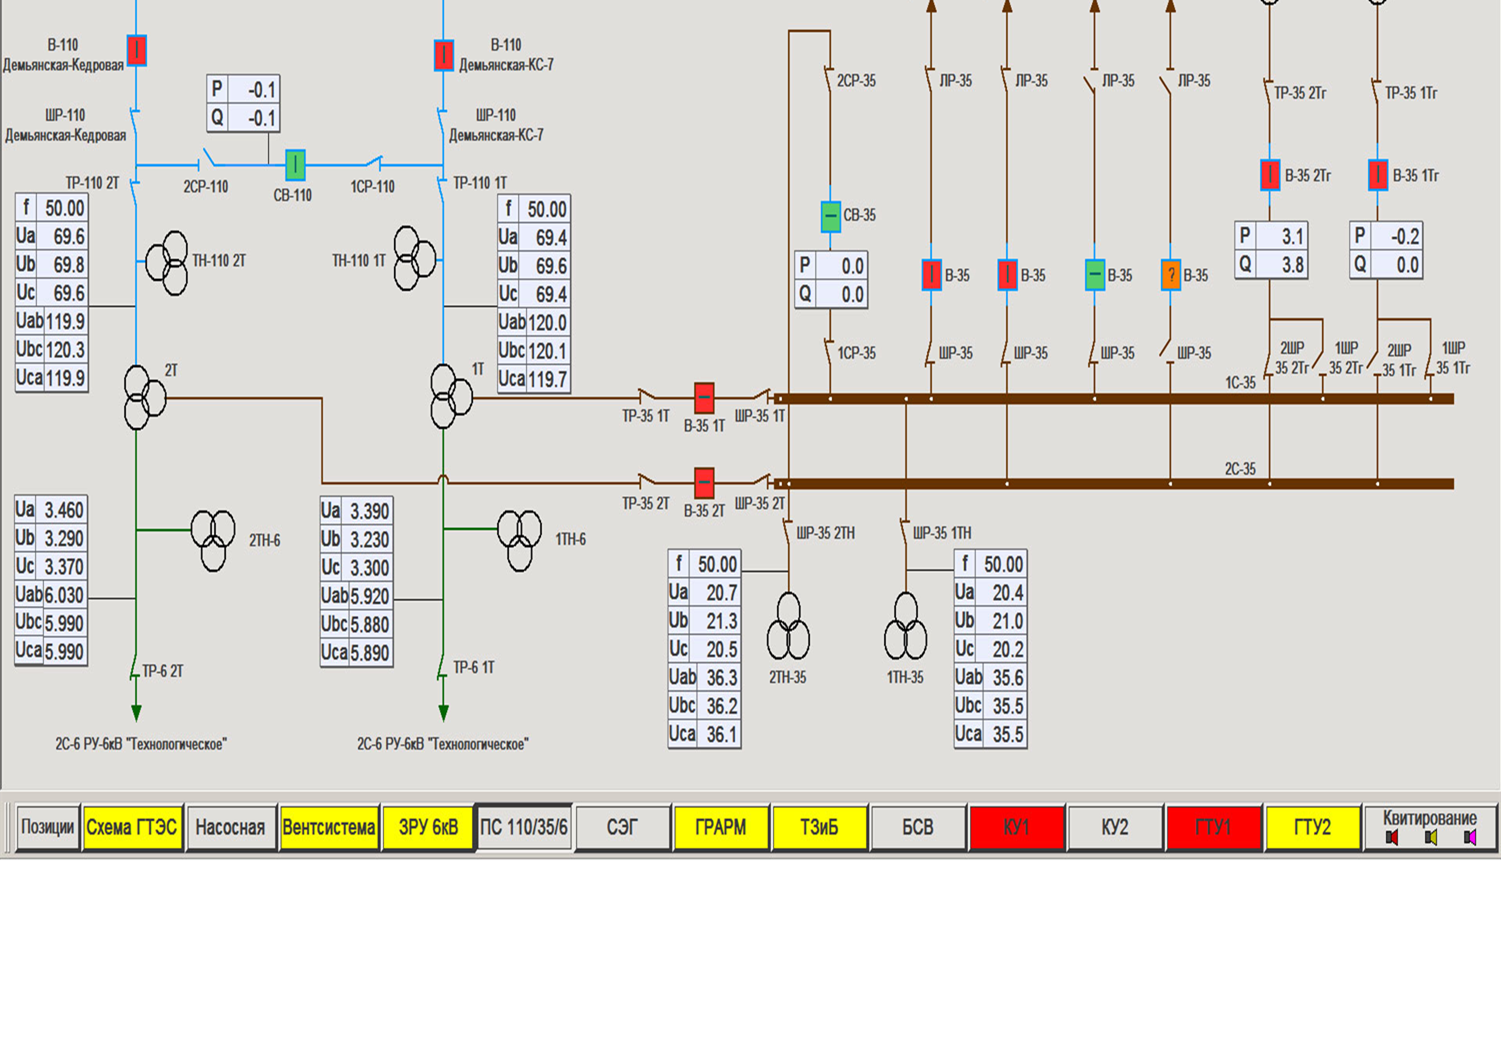 В-110
Демьянская-Кедровая
В-110
Демьянская-КС-7
P -0.1
Q -0.1
ШР-110
Демьянская-Кедровая
ШР-110
Демьянская-КС-7
2СР-110
СВ-110
1СР-110
ТР-110 2Т
ТР-110 1Т
f 50.00
Ua 69.6
Ub 69.8
Uc 69.6
Uab 119.9
Ubc 120.3
Uca 119.9
ТН-110 2Т
ТН-110 1Т
f 50.00
Ua 69.4
Ub 69.6
Uc 69.4
Uab 120.0
Ubc 120.1
Uca 119.7
2Т
1Т
2СР-35
СВ-35
P 0.0
Q 0.0
1СР-35
ЛР-35
ЛР-35
ЛР-35
ЛР-35
В-35
В-35
В-35
? В-35
ШР-35
ШР-35
ШР-35
ШР-35
ТР-35 2Тг
ТР-35 1Тг
В-35 2Тг
В-35 1Тг
P 3.1
Q 3.8
P -0.2
Q 0.0
2ШР
35 2Тг
1ШР
35 2Тг
2ШР
35 1Тг
1ШР
35 1Тг
1С-35
ТР-35 1Т
В-35 1Т
ШР-35 1Т
2С-35
ТР-35 2Т
В-35 2Т
ШР-35 2Т
Ua 3.460
Ub 3.290
Uc 3.370
Uab 6.030
Ubc 5.990
Uca 5.990
2ТН-6
Ua 3.390
Ub 3.230
Uc 3.300
Uab 5.920
Ubc 5.880
Uca 5.890
1ТН-6
ШР-35 2ТН
ШР-35 1ТН
f 50.00
Ua 20.7
Ub 21.3
Uc 20.5
Uab 36.3
Ubc 36.2
Uca 36.1
2ТН-35
1ТН-35
f 50.00
Ua 20.4
Ub 21.0
Uc 20.2
Uab 35.6
Ubc 35.5
Uca 35.5
ТР-6 2Т
ТР-6 1Т
2С-6 РУ-6кВ "Технологическое"
2С-6 РУ-6кВ "Технологическое"
Позиции
Схема ГТЭС
Насосная
Вентсистема
ЗРУ 6кВ
ПС 110/35/6
СЭГ
ГРАРМ
ТЗиБ
БСВ
КУ1
КУ2
ГТУ1
ГТУ2
Квитирование